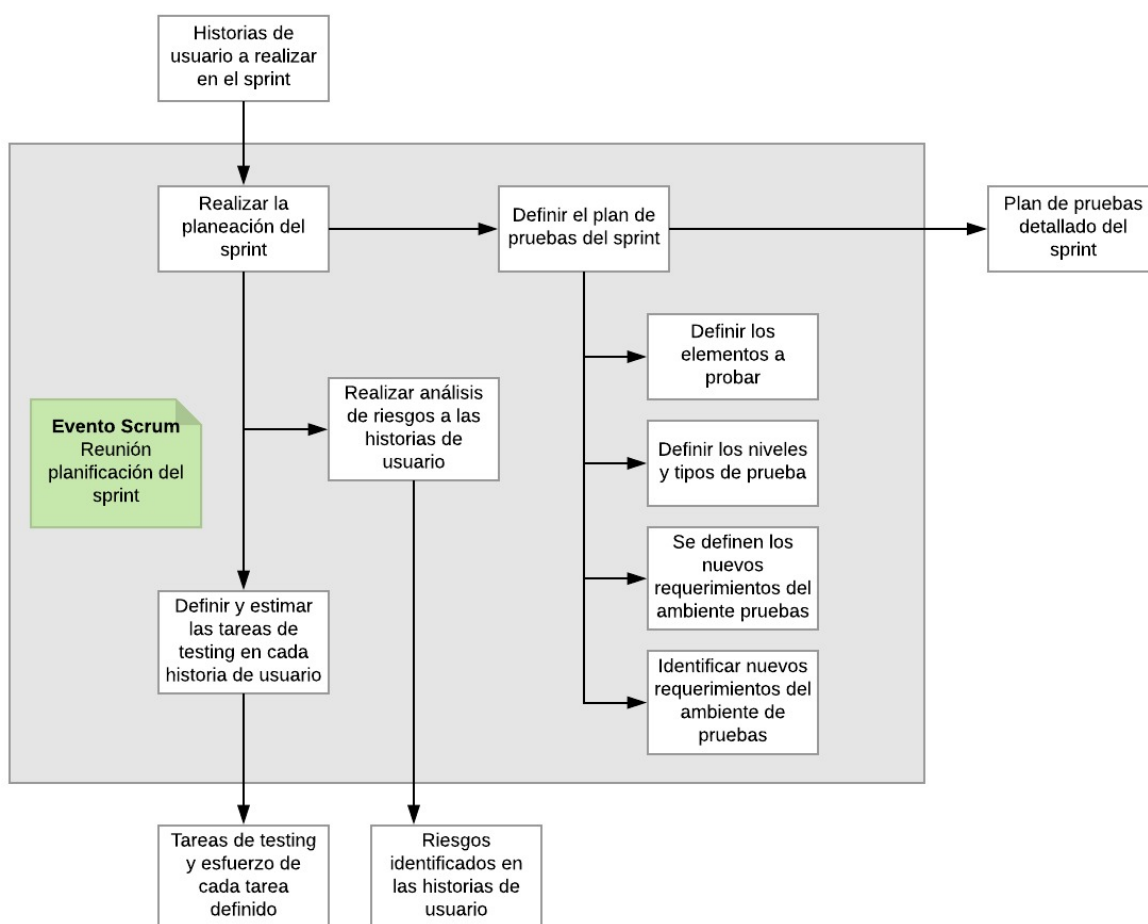 Historias de
usuario a realizar
en el sprint
Realizar la
planeación del
sprint
Definir el plan de
pruebas del sprint
Plan de pruebas
detallado del
sprint
Definir los
elementos a
probar
Realizar análisis
de riesgos a las
historias de
usuario
Evento Scrum
Reunión
planificación del
sprint
Definir los niveles
y tipos de prueba
Se definen los
nuevos
requerimientos del
ambiente pruebas
Definir y estimar
las tareas de
testing en cada
historia de usuario
Identificar nuevos
requerimientos del
ambiente de
pruebas
Tareas de testing
y esfuerzo de
cada tarea
definido
Riesgos
identificados en
las historias de
usuario